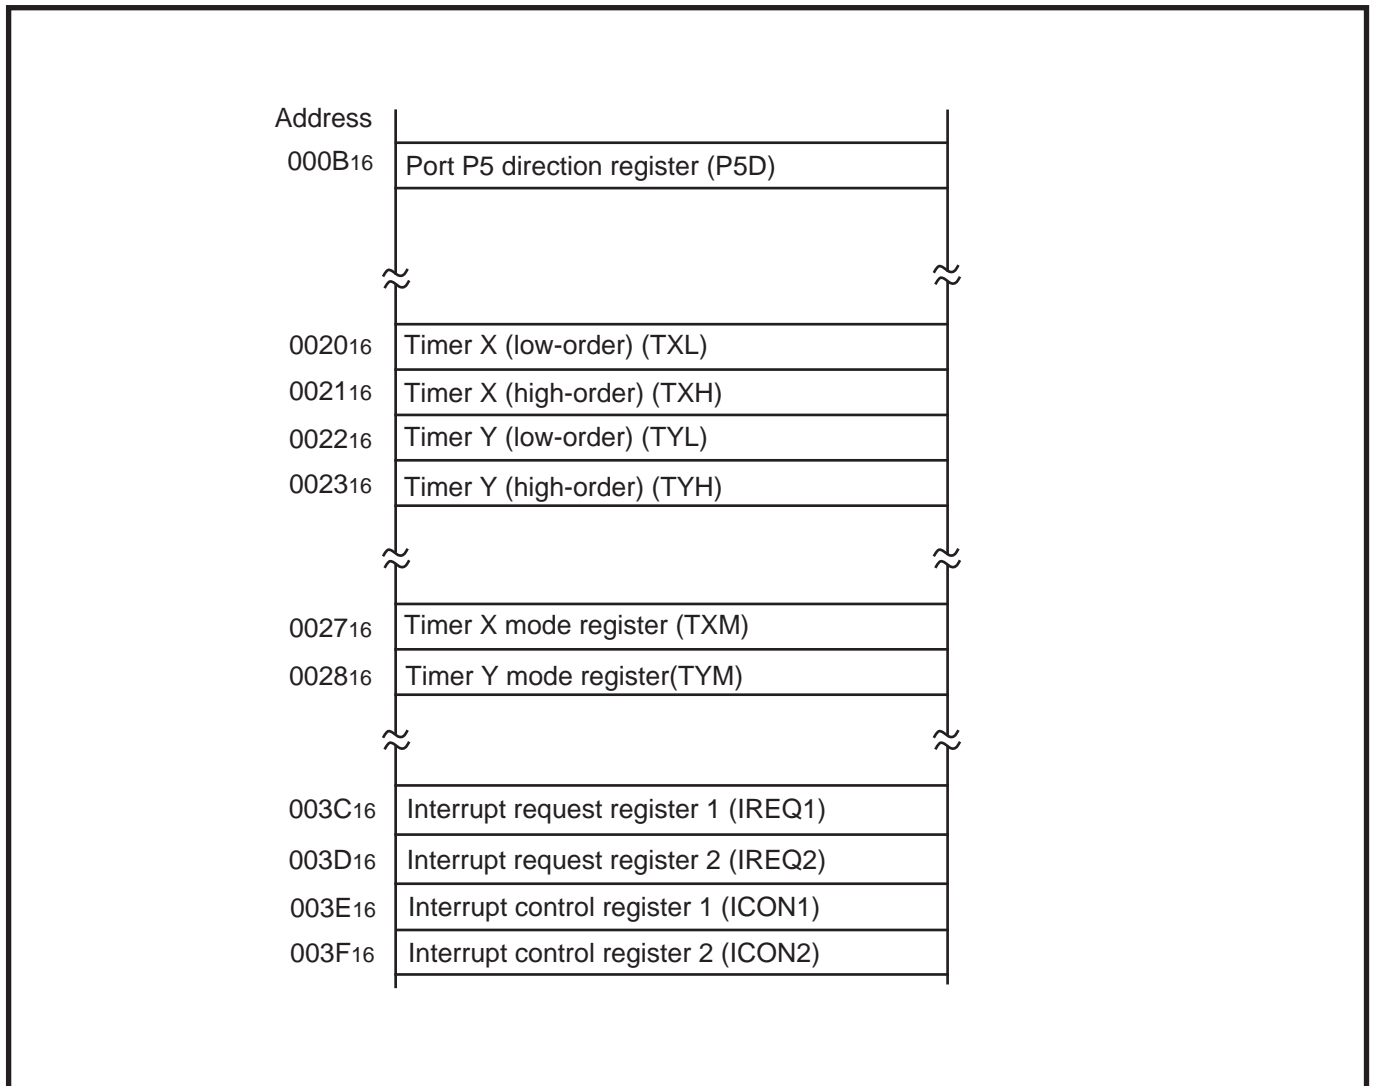 Address
000B16 Port P5 direction register (P5D)
002016 Timer X (low-order) (TXL)
002116 Timer X (high-order) (TXH)
002216 Timer Y (low-order) (TYL)
002316 Timer Y (high-order) (TYH)
002716 Timer X mode register (TXM)
002816 Timer Y mode register(TYM)
003C16 Interrupt request register 1 (IREQ1)
003D16 Interrupt request register 2 (IREQ2)
003E16 Interrupt control register 1 (ICON1)
003F16 Interrupt control register 2 (ICON2)